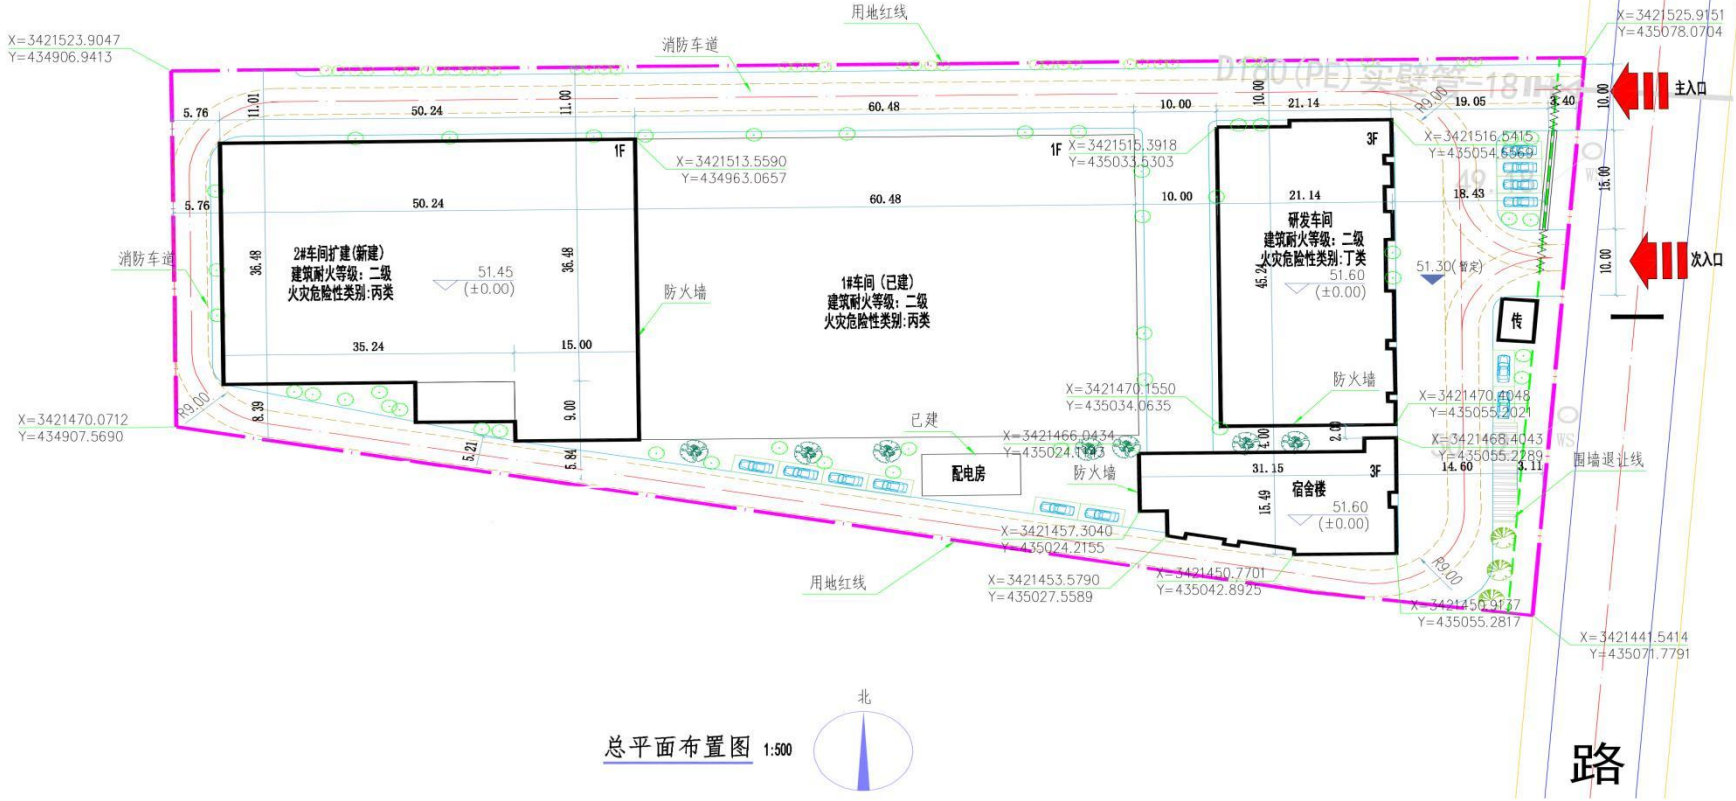 用地红线
X=3421525.9151
Y=435078.0704
X=3421523.9047
Y=434906.9413
消防车道
D180(PE)实壁管-18
主入口
10.00
11.01
11.00
10.00
R9.00
5.76
50.24
60.48
10.00
21.14
19.05
1F
X=3421513.5590
Y=434963.0657
1F
X=3421515.3918
Y=435033.5303
3F
X=3421516.5415
15.00
18.43
5.76
50.24
60.48
10.00
21.14
研发车间
建筑耐火等级：二级
火灾危险性类别:丁类
51.60
(±0.00)
51.30(暂定)
次入口
10.00
消防车道
36.48
2#车间扩建(新建)
建筑耐火等级：二级
火灾危险性类别:丙类
51.45
(±0.00)
36.48
防火墙
1#车间（已建）
建筑耐火等级：二级
火灾危险性类别:丙类
传
35.24
15.00
防火墙
X=3421470.1550
Y=435034.0635
X=3421470.4048
Y=435055.2021
R9.00
8.39
9.00
X=3421470.0712
Y=434907.5690
已建
X=3421466.0434
4.00
2.00
X=3421468.4043
Y=435055.2289
WS
5.21
5.84
配电房
防火墙
31.15
3F
14.60
3.11
围墙退让线
宿舍楼
15.49
51.60
(±0.00)
X=3421457.3040
Y=435024.2155
用地红线
X=3421453.5790
Y=435027.5589
X=3421450.7701
Y=435042.8925
R9.00
X=3421450.9137
Y=435055.2817
X=3421441.5414
Y=435071.7791
北
总平面布置图 1:500
路